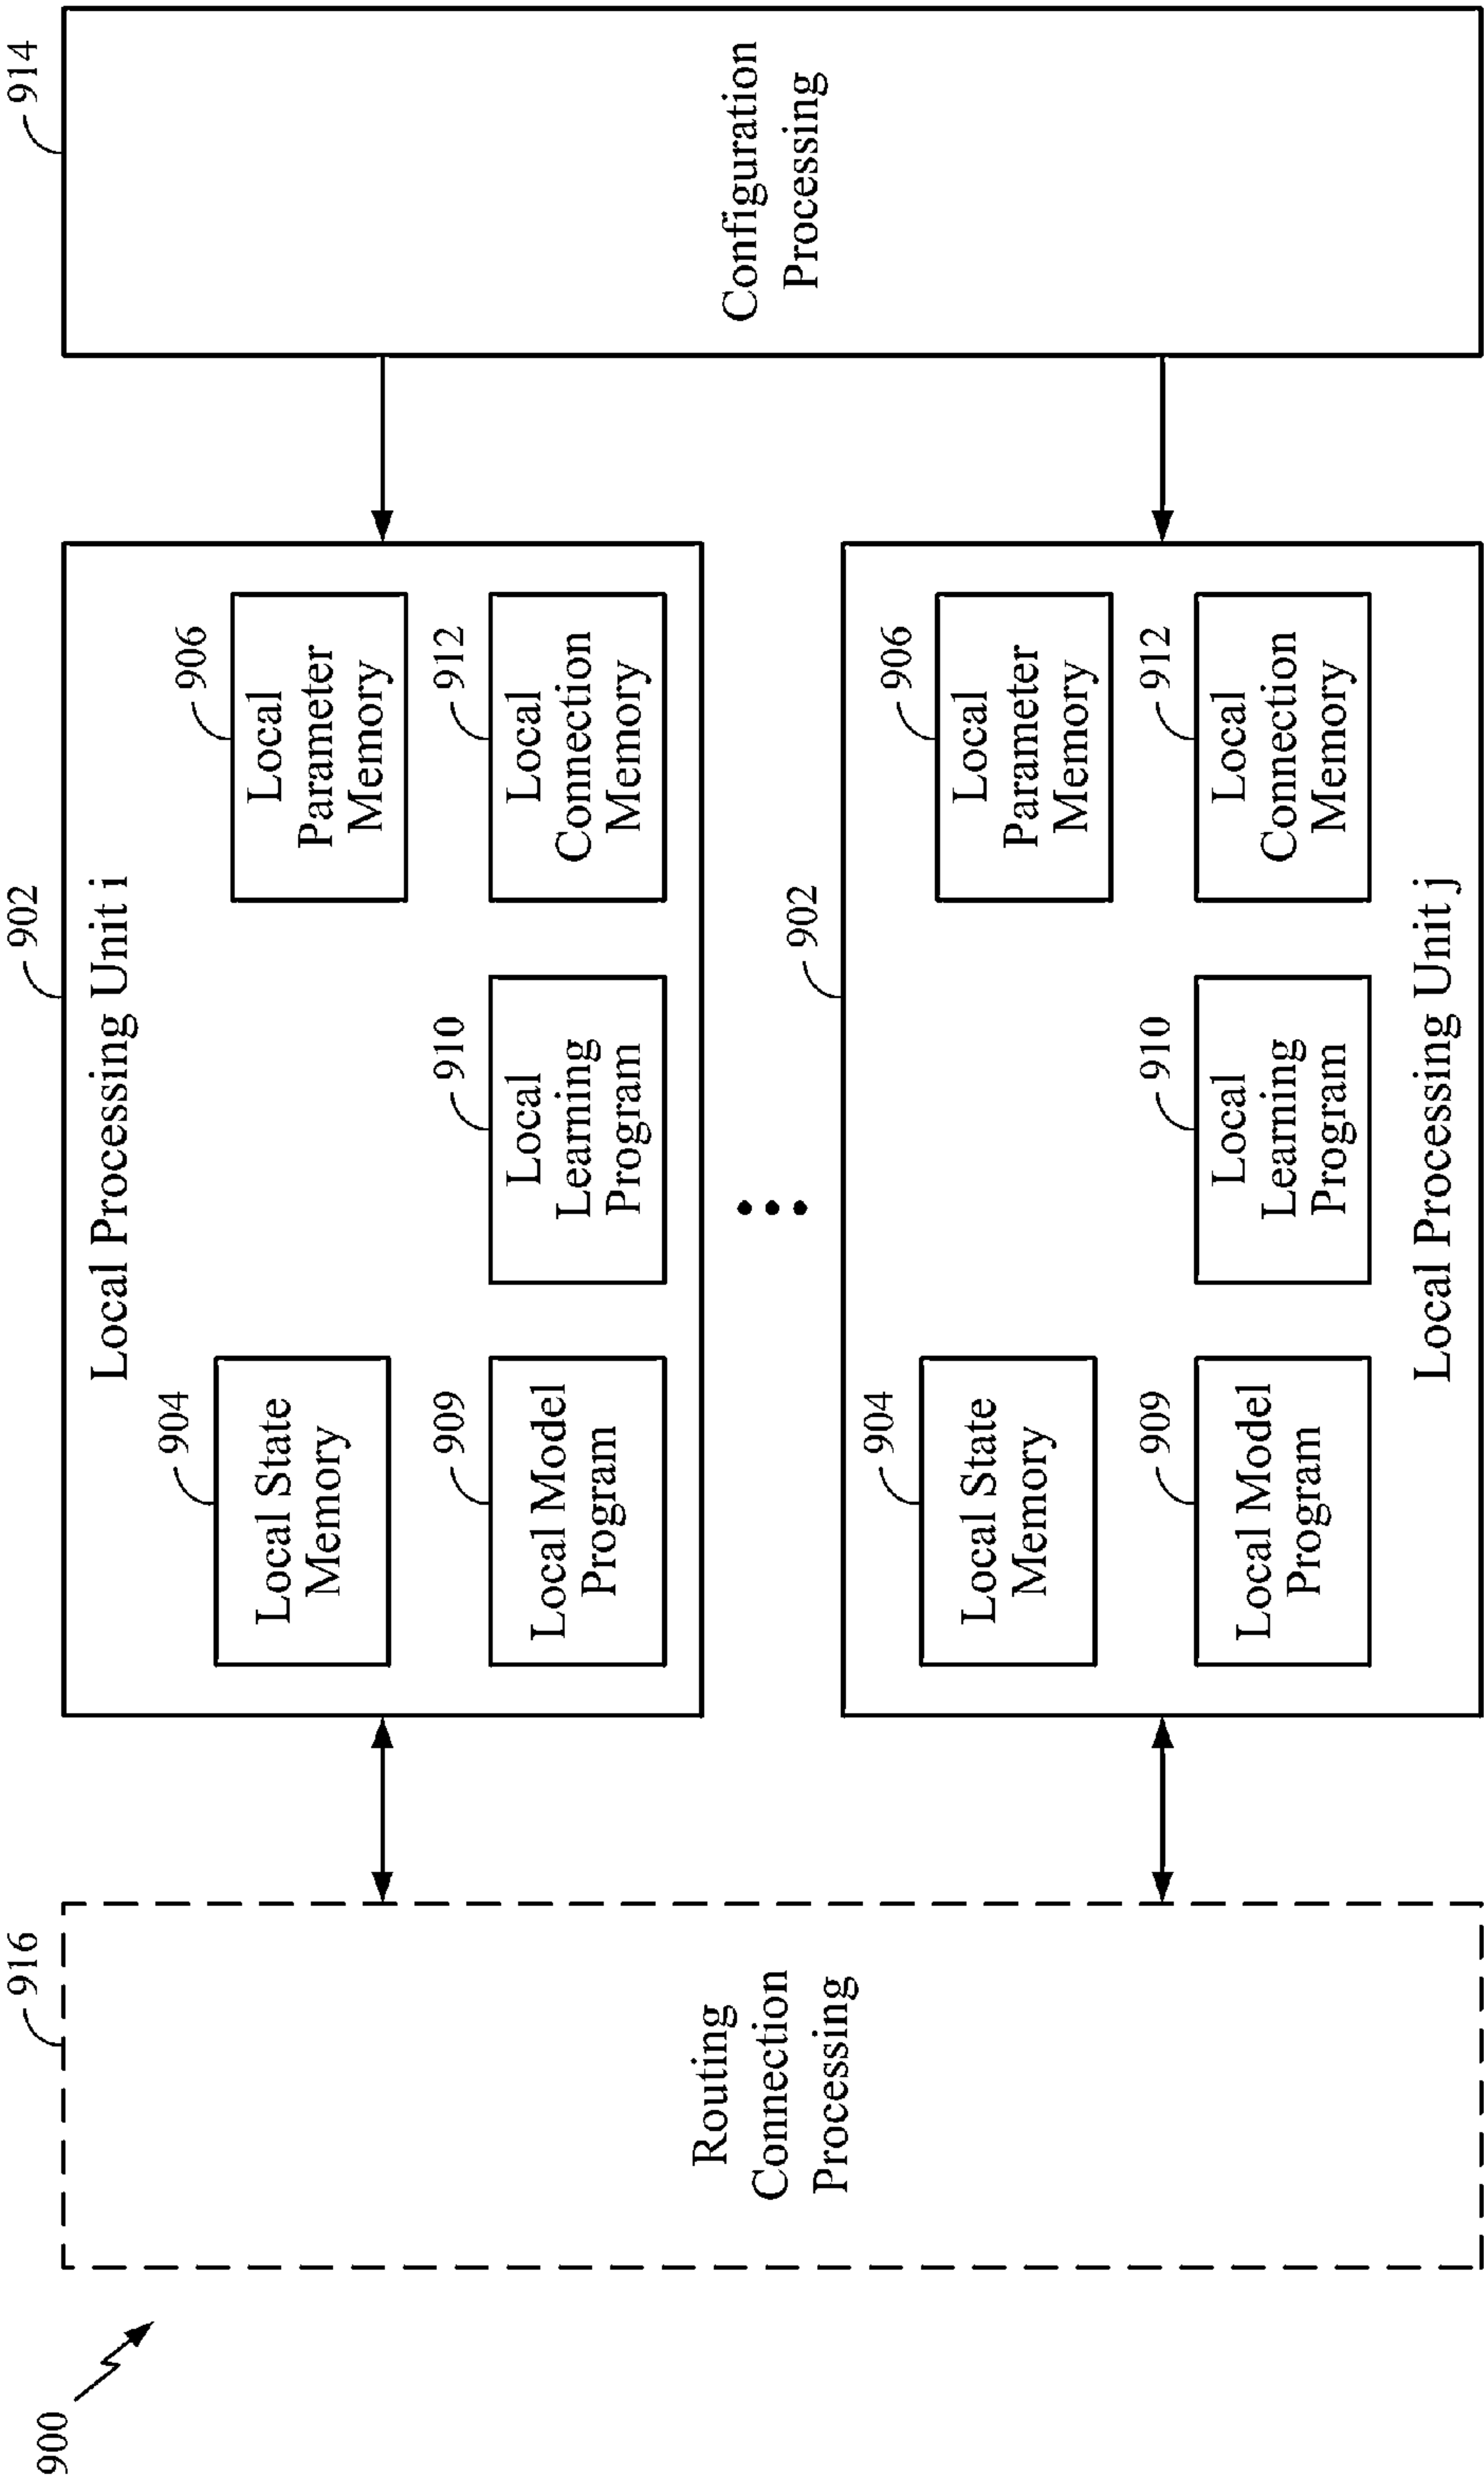 900
916
Routing
Connection
Processing
902
Local Processing Unit i
904
Local State
Memory
906
Local
Parameter
Memory
909
Local Model
Program
910
Local
Learning
Program
912
Local
Connection
Memory
902
904
Local State
Memory
906
Local
Parameter
Memory
909
Local Model
Program
910
Local
Learning
Program
912
Local
Connection
Memory
Local Processing Unit j
914
Configuration
Processing